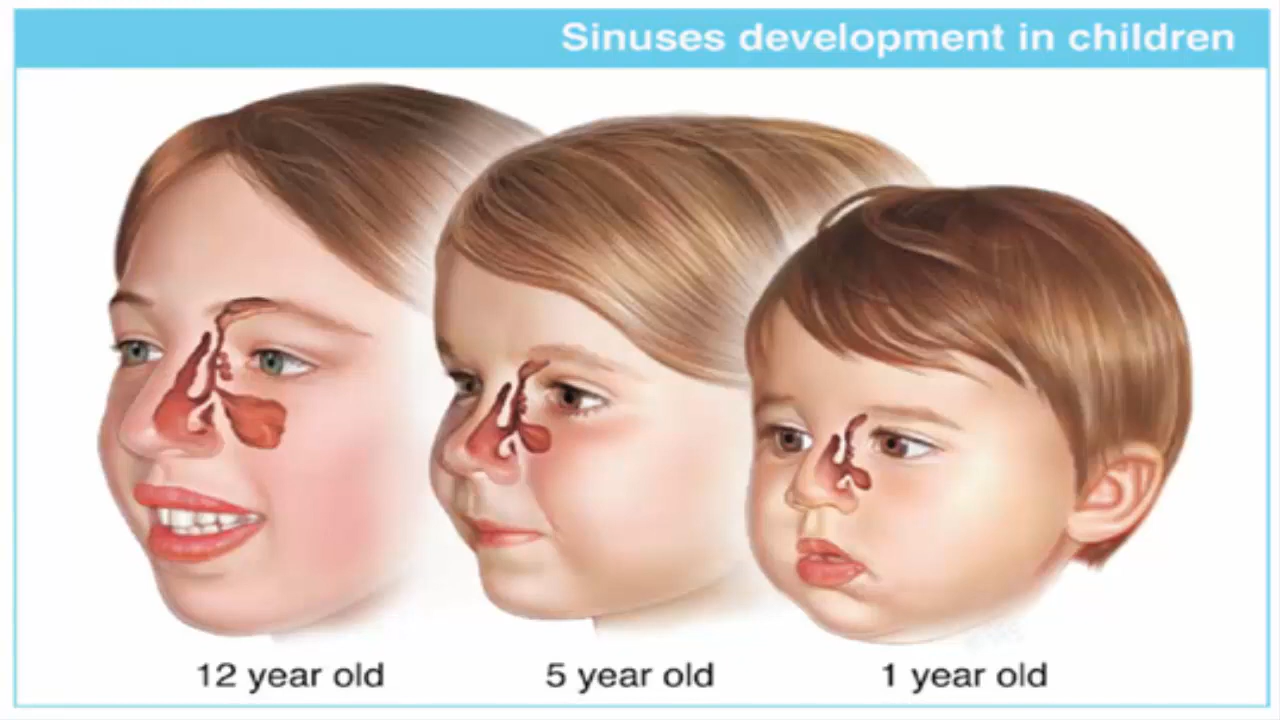 Sinuses development in children
12 year old
5 year old
1 year old